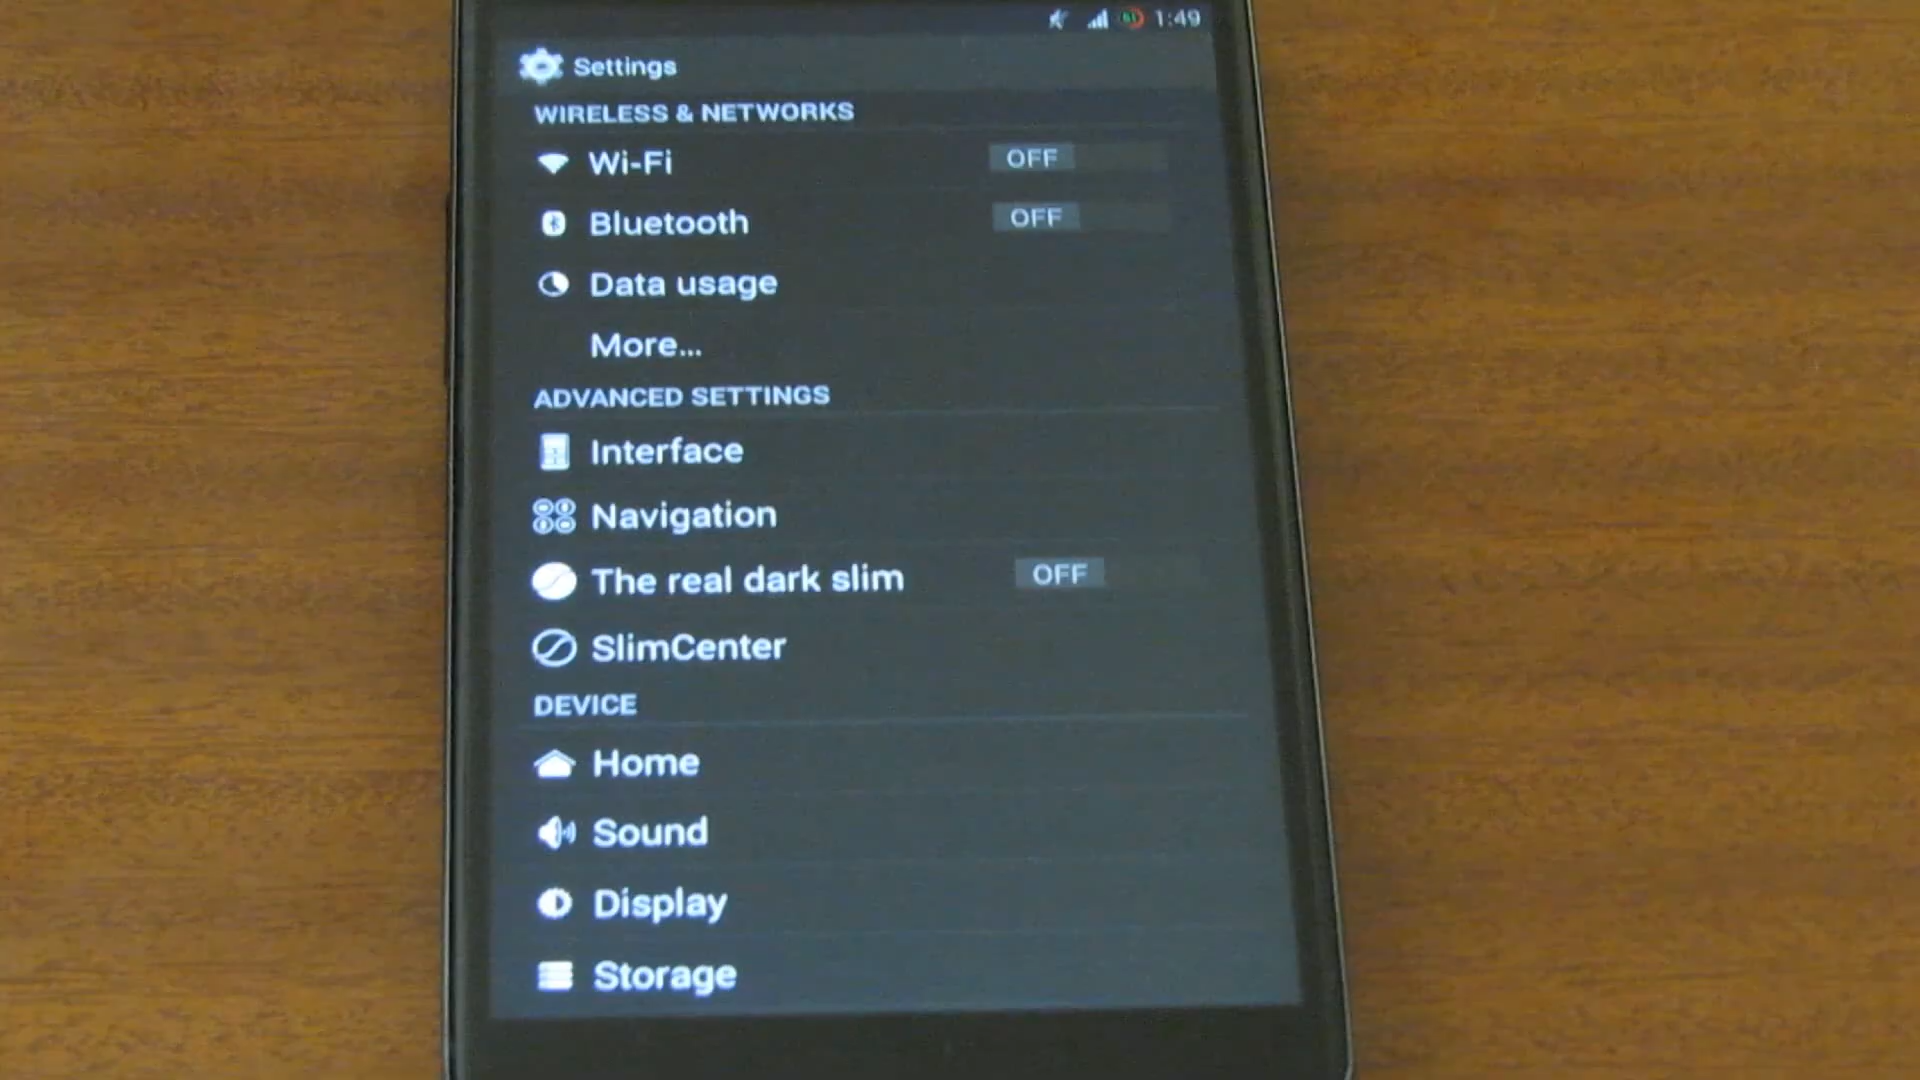 1:49
Settings
WIRELESS & NETWORKS
Wi-Fi OFF
Bluetooth OFF
Data usage
More...
ADVANCED SETTINGS
Interface
Navigation
The real dark slim OFF
SlimCenter
DEVICE
Home
Sound
Display
Storage